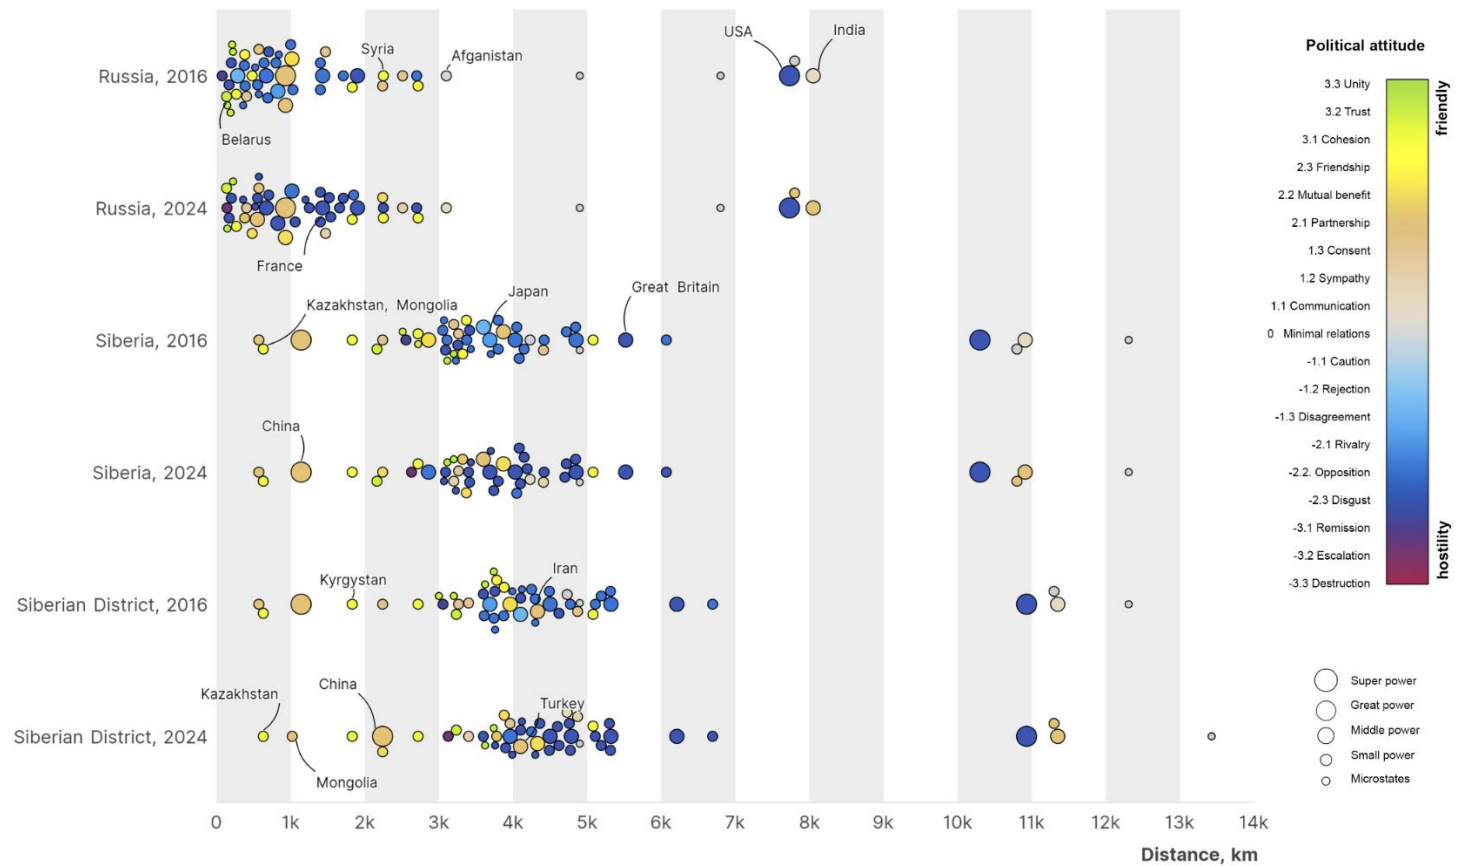 USA
India
Syria
Afganistan
Russia, 2016
Belarus
Russia, 2024
France
Kazakhstan, Mongolia
Japan
Great Britain
Siberia, 2016
China
Siberia, 2024
Kyrgystan
Iran
Siberian District, 2016
Kazakhstan
China
Turkey
Siberian District, 2024
Mongolia
0 1k 2k 3k 4k 5k 6k 7k 8k 9k 10k 11k 12k 13k 14k
Distance, km
Political attitude
3.3 Unity
3.2 Trust
3.1 Cohesion
2.3 Friendship
2.2 Mutual benefit
2.1 Partnership
1.3 Consent
1.2 Sympathy
1.1 Communication
0 Minimal relations
-1.1 Caution
-1.2 Rejection
-1.3 Disagreement
-2.1 Rivalry
-2.2. Opposition
-2.3 Disgust
-3.1 Remission
-3.2 Escalation
-3.3 Destruction
friendly
hostility
Super power
Great power
Middle power
Small power
Microstates